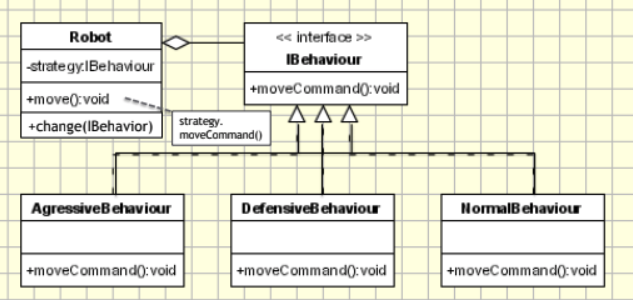 Robot
-strategy:IBehaviour
+move():void
+change(IBehavior)
<< interface >>
IBehaviour
+moveCommand():void
strategy.
moveCommand()
AgressiveBehaviour
+moveCommand():void
DefensiveBehaviour
+moveCommand():void
NormalBehaviour
+moveCommand():void